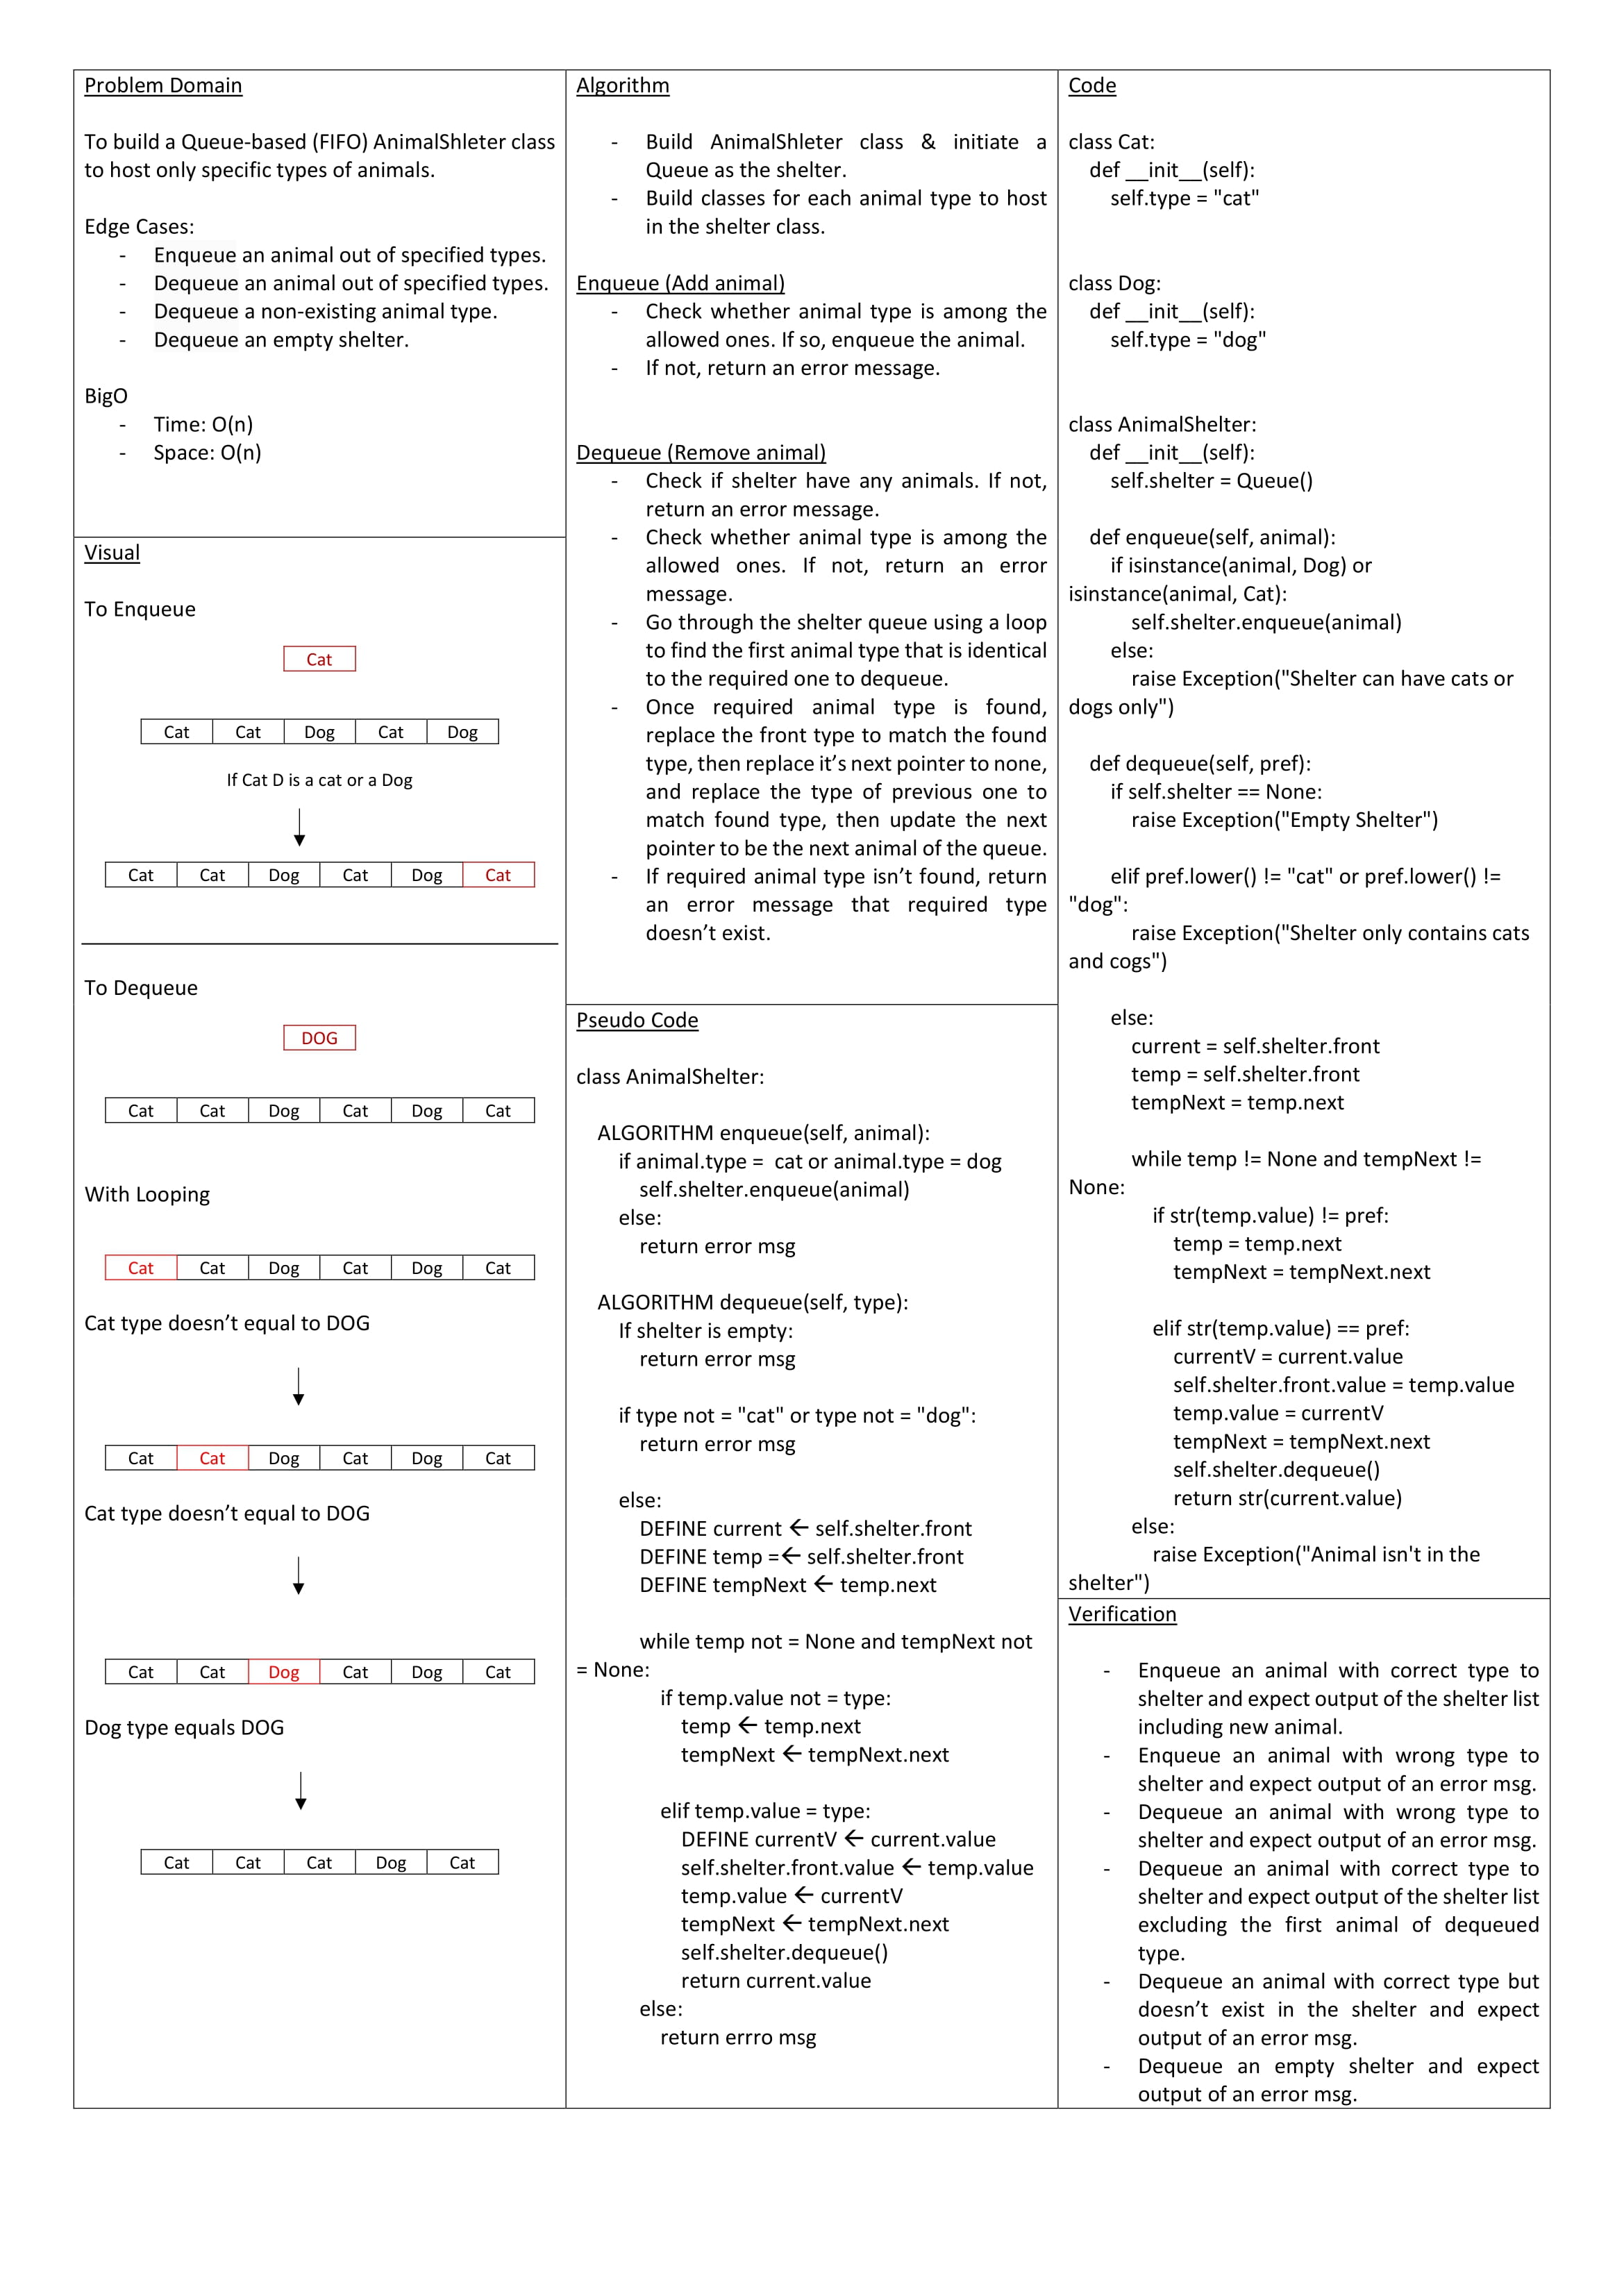 Problem Domain
To build a Queue-based (FIFO) AnimalShleter class
to host only specific types of animals.
Edge Cases:
- Enqueue an animal out of specified types.
- Dequeue an animal out of specified types.
- Dequeue a non-existing animal type.
- Dequeue an empty shelter.
BigO
- Time: O(n)
- Space: O(n)
Visual
To Enqueue
Cat
Cat Cat Dog Cat Dog
If Cat D is a cat or a Dog
Cat Cat Dog Cat Dog Cat
To Dequeue
DOG
Cat Cat Dog Cat Dog Cat
With Looping
Cat Cat Dog Cat Dog Cat
Cat type doesn’t equal to DOG
Cat Cat Dog Cat Dog Cat
Cat type doesn’t equal to DOG
Cat Cat Dog Cat Dog Cat
Dog type equals DOG
Cat Cat Cat Dog Cat
Algorithm
- Build AnimalShleter class & initiate a
Queue as the shelter.
- Build classes for each animal type to host
in the shelter class.
Enqueue (Add animal)
- Check whether animal type is among the
allowed ones. If so, enqueue the animal.
- If not, return an error message.
Dequeue (Remove animal)
- Check if shelter have any animals. If not,
return an error message.
- Check whether animal type is among the
allowed ones. If not, return an error
message.
- Go through the shelter queue using a loop
to find the first animal type that is identical
to the required one to dequeue.
- Once required animal type is found,
replace the front type to match the found
type, then replace it’s next pointer to none,
and replace the type of previous one to
match found type, then update the next
pointer to be the next animal of the queue.
- If required animal type isn’t found, return
an error message that required type
doesn’t exist.
Pseudo Code
class AnimalShelter:
ALGORITHM enqueue(self, animal):
if animal.type =  cat or animal.type = dog
self.shelter.enqueue(animal)
else:
return error msg
ALGORITHM dequeue(self, type):
If shelter is empty:
return error msg
if type not = "cat" or type not = "dog":
return error msg
else:
DEFINE current ← self.shelter.front
DEFINE temp =← self.shelter.front
DEFINE tempNext ← temp.next
while temp not = None and tempNext not
= None:
if temp.value not = type:
temp ← temp.next
tempNext ← tempNext.next
elif temp.value = type:
DEFINE currentV ← current.value
self.shelter.front.value ← temp.value
temp.value ← currentV
tempNext ← tempNext.next
self.shelter.dequeue()
return current.value
else:
return errro msg
Code
class Cat:
def __init__(self):
self.type = "cat"
class Dog:
def __init__(self):
self.type = "dog"
class AnimalShelter:
def __init__(self):
self.shelter = Queue()
def enqueue(self, animal):
if isinstance(animal, Dog) or
isinstance(animal, Cat):
self.shelter.enqueue(animal)
else:
raise Exception("Shelter can have cats or
dogs only")
def dequeue(self, pref):
if self.shelter == None:
raise Exception("Empty Shelter")
elif pref.lower() != "cat" or pref.lower() !=
"dog":
raise Exception("Shelter only contains cats
and cogs")
else:
current = self.shelter.front
temp = self.shelter.front
tempNext = temp.next
while temp != None and tempNext !=
None:
if str(temp.value) != pref:
temp = temp.next
tempNext = tempNext.next
elif str(temp.value) == pref:
currentV = current.value
self.shelter.front.value = temp.value
temp.value = currentV
tempNext = tempNext.next
self.shelter.dequeue()
return str(current.value)
else:
raise Exception("Animal isn't in the
shelter")
Verification
- Enqueue an animal with correct type to
shelter and expect output of the shelter list
including new animal.
- Enqueue an animal with wrong type to
shelter and expect output of an error msg.
- Dequeue an animal with wrong type to
shelter and expect output of an error msg.
- Dequeue an animal with correct type to
shelter and expect output of the shelter list
excluding the first animal of dequeued
type.
- Dequeue an animal with correct type but
doesn’t exist in the shelter and expect
output of an error msg.
- Dequeue an empty shelter and expect
output of an error msg.